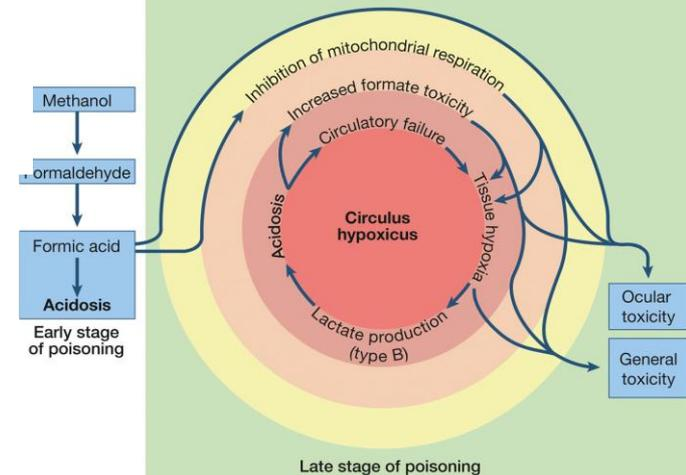 Methanol
ormaldehyde
Formic acid
Acidosis
Early stage
of poisoning
Inhibition of mitochondrial respiration
Increased formate toxicity
Circulatory failure
Tissue hypoxia
Acidosis
Lactate production
(type B)
Circulus
hypoxicus
Ocular
toxicity
General
toxicity
Late stage of poisoning